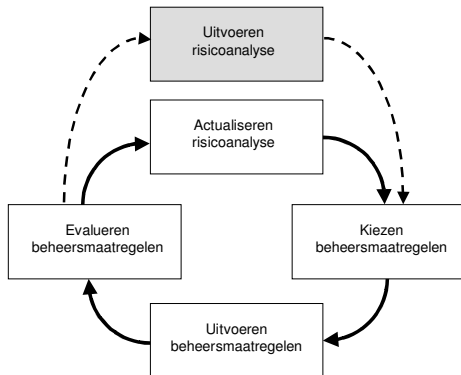 Uitvoeren
risicoanalyse
Actualiseren
risicoanalyse
Evalueren
beheersmaatregelen
Kiezen
beheersmaatregelen
Uitvoeren
beheersmaatregelen